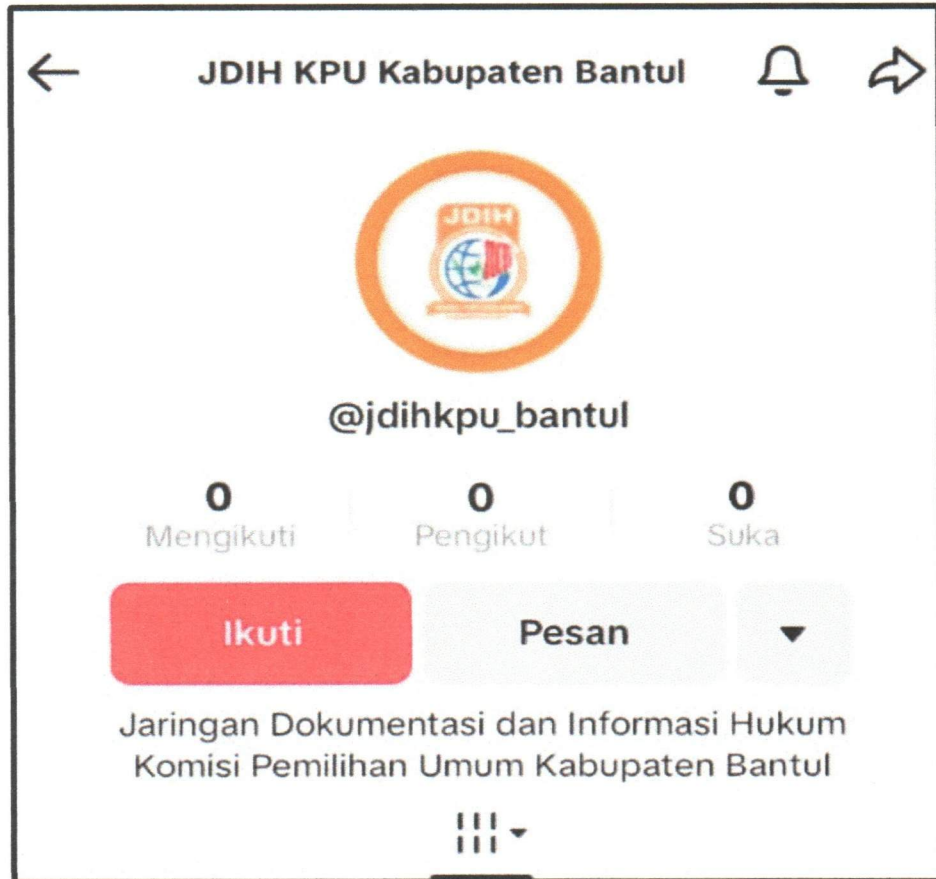 JDIH KPU Kabupaten Bantul
JDIH
@jdihkpu_bantul
0 0 0
Mengikuti Pengikut Suka
Ikuti Pesan
Jaringan Dokumentasi dan Informasi Hukum
Komisi Pemilihan Umum Kabupaten Bantul